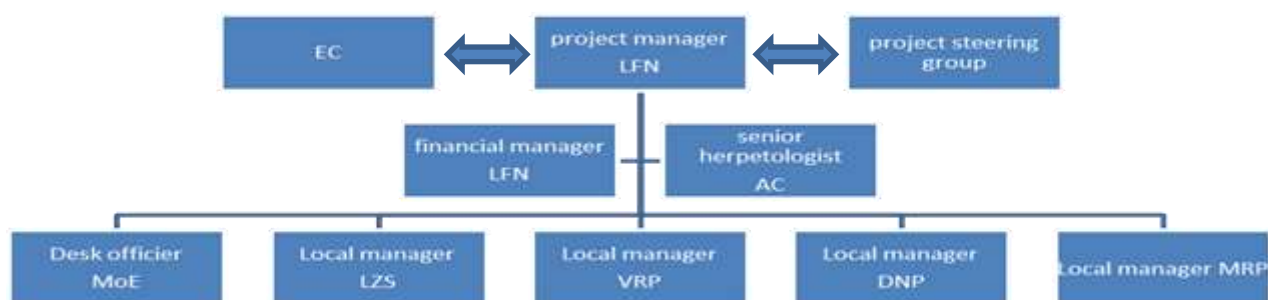 EC
project manager
LFN
project steering
group
financial manager
LFN
senior
herpetologist
AC
Desk officier
MoE
Local manager
LZS
Local manager
VRP
Local manager
DNP
Local manager MRP